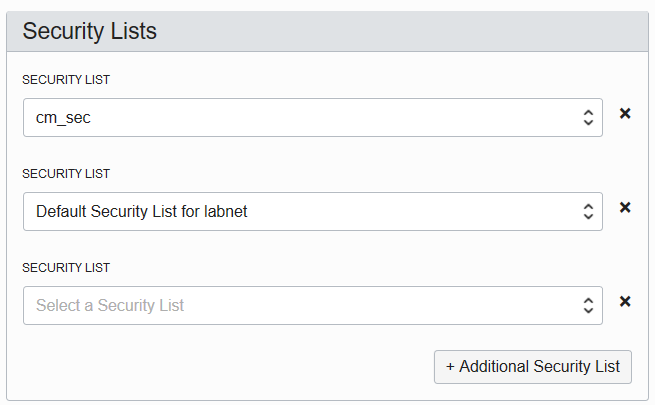 Security Lists
SECURITY LIST
cm_sec
SECURITY LIST
Default Security List for labnet
SECURITY LIST
Select a Security List
+ Additional Security List